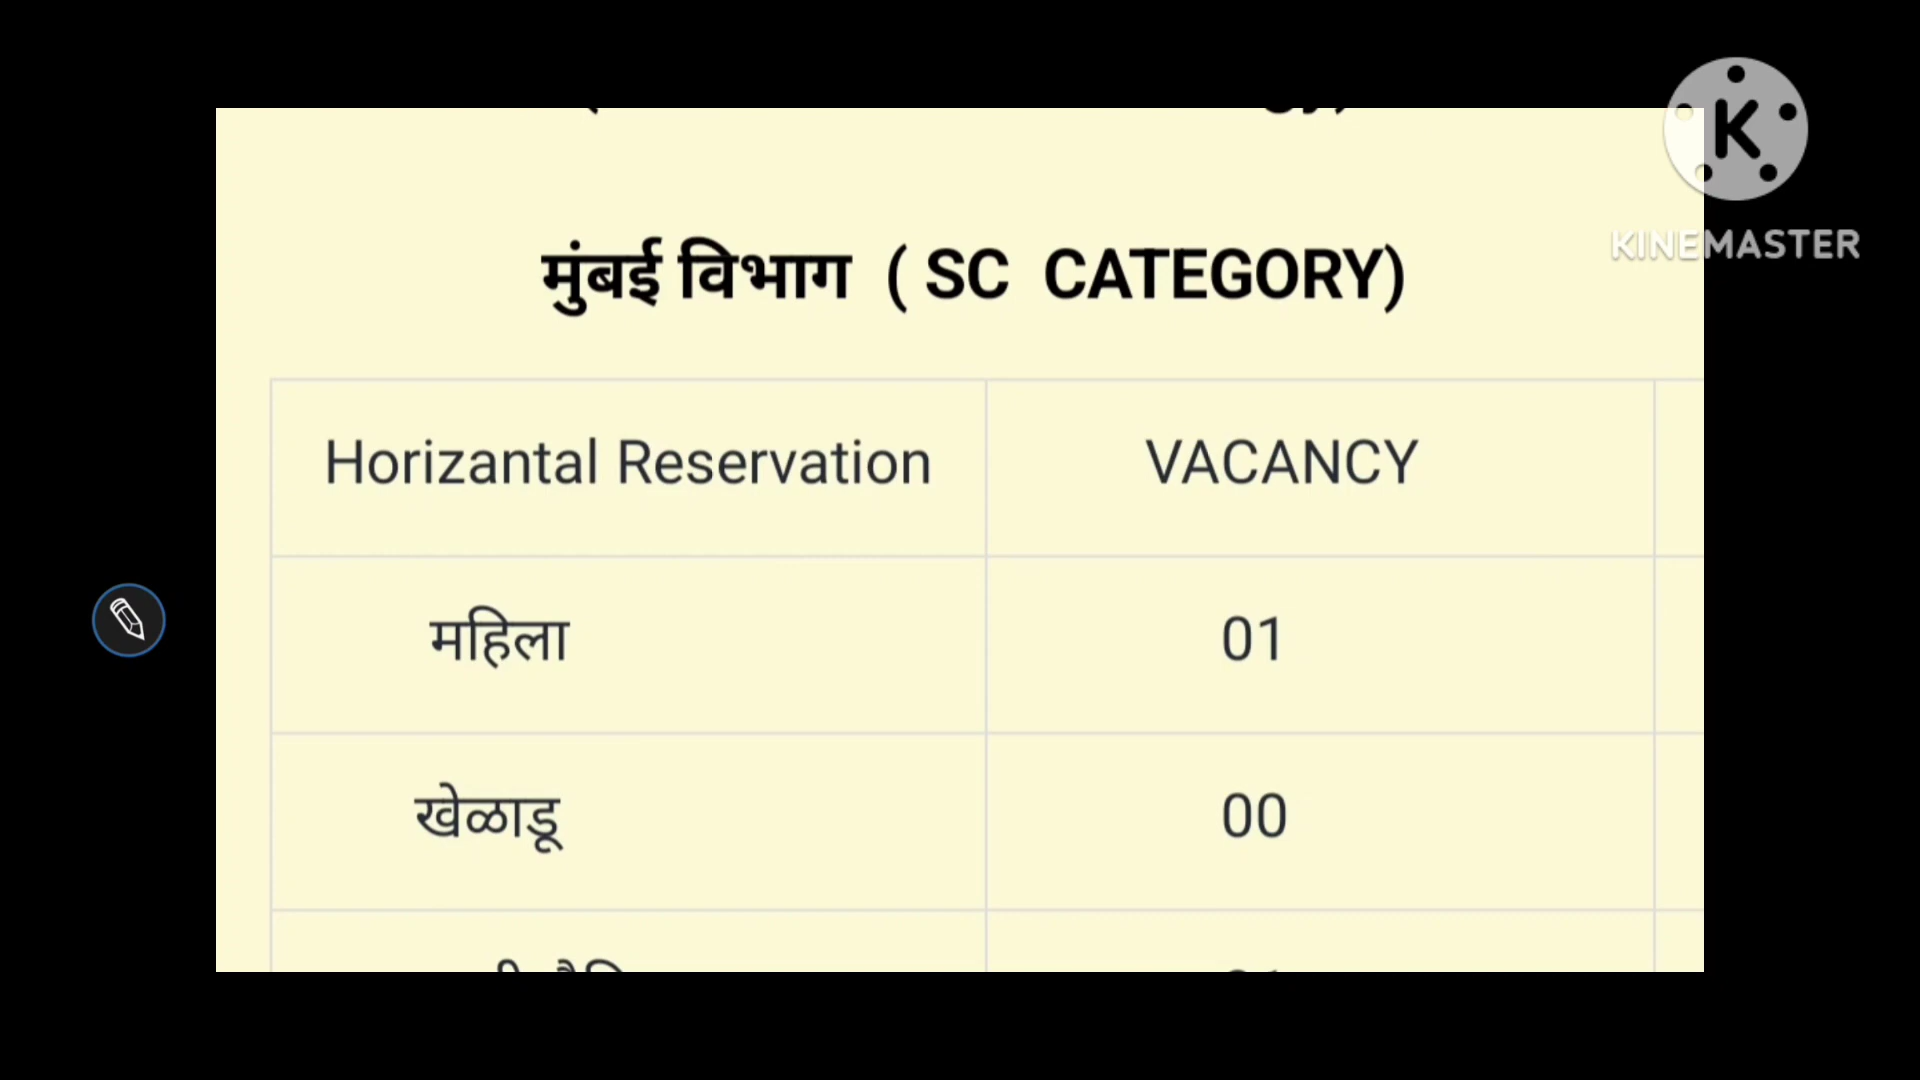 मुंबई विभाग ( SC CATEGORY)
Horizantal Reservation VACANCY
महिला 01
खेळाडू 00
K
KINEMASTER